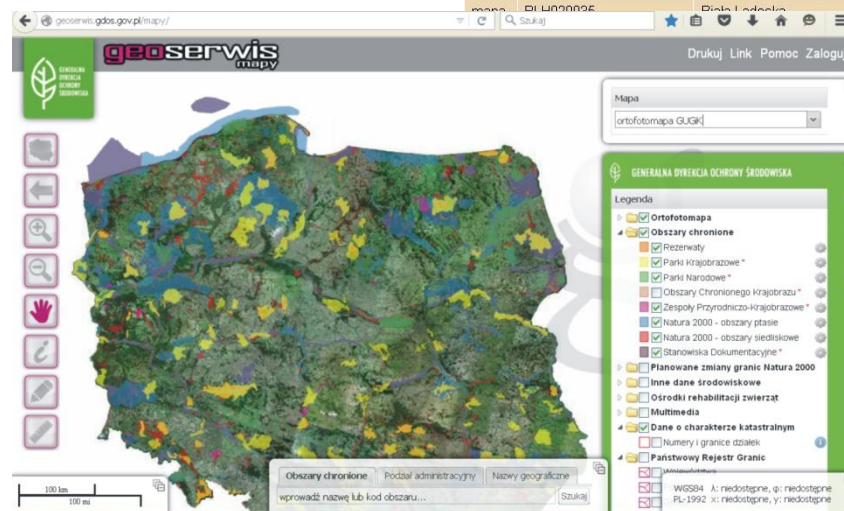 mapa PLH020035 Biała Lądecka
geoserwis.gdos.gov.pl/mapy/
Szukaj
GENERALNA
DYREKCJA
OCHRONY
ŚRODOWISKA
geoserwis
mapy
Drukuj Link Pomoc Zaloguj
Mapa
ortofotomapa GUGiK
GENERALNA DYREKCJA OCHRONY ŚRODOWISKA
Legenda
Ortofotomapa
Obszary chronione
Rezerwaty
Parki Krajobrazowe *
Parki Narodowe *
Obszary Chronionego Krajobrazu *
Zespoły Przyrodniczo-Krajobrazowe *
Natura 2000 - obszary ptasie
Natura 2000 - obszary siedliskowe
Stanowiska Dokumentacyjne *
Planowane zmiany granic Natura 2000
Inne dane środowiskowe
Ośrodki rehabilitacji zwierząt
Multimedia
Dane o charakterze katastralnym
Numery i granice działek
Państwowy Rejestr Granic
Województwa
WGS84 λ: niedostępne, φ: niedostępne
PL-1992 x: niedostępne, y: niedostępne
Obszary chronione Podział administracyjny Nazwy geograficzne
wprowadź nazwę lub kod obszaru... Szukaj
100 km
100 mi